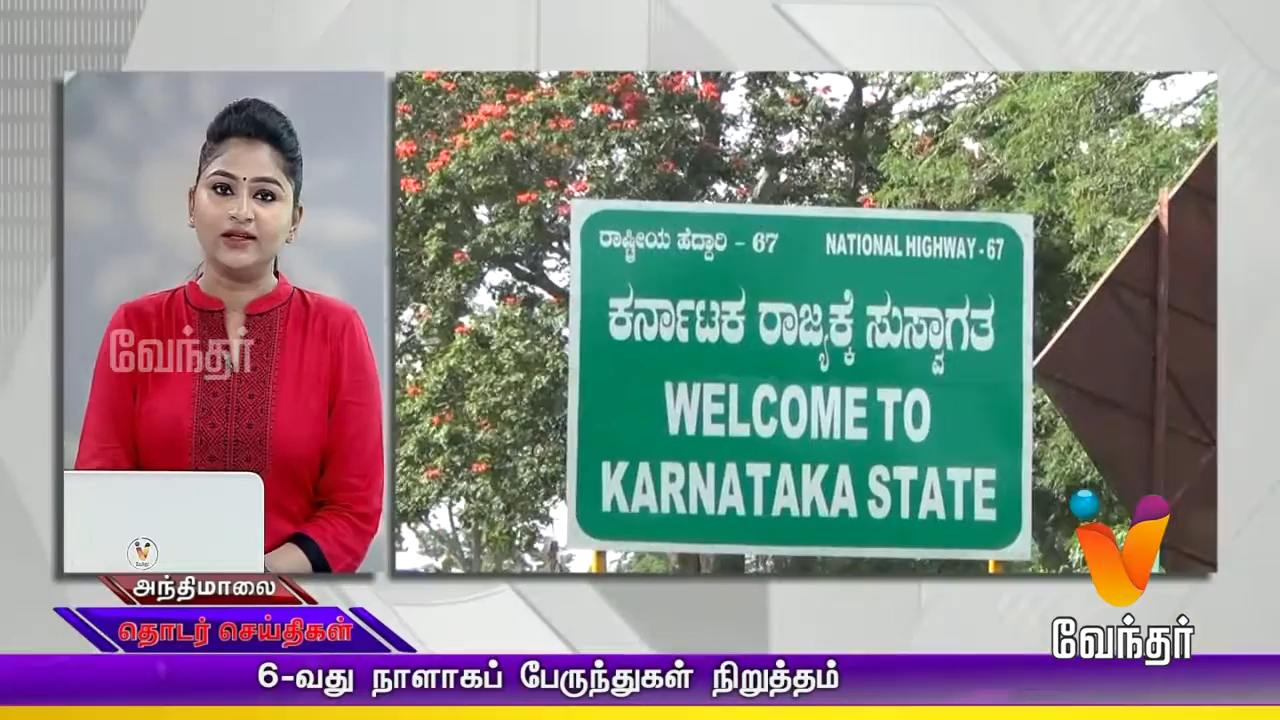 வேந்தர்
வேந்தர்
ರಾಷ್ಟ್ರೀಯ ಹೆದ್ದಾರಿ - 67 NATIONAL HIGHWAY - 67
ಕರ್ನಾಟಕ ರಾಜ್ಯಕ್ಕೆ ಸುಸ್ವಾಗತ
WELCOME TO
KARNATAKA STATE
அந்திமாலை
தொடர் செய்திகள்
வேந்தர்
6-வது நாளாகப் பேருந்துகள் நிறுத்தம்